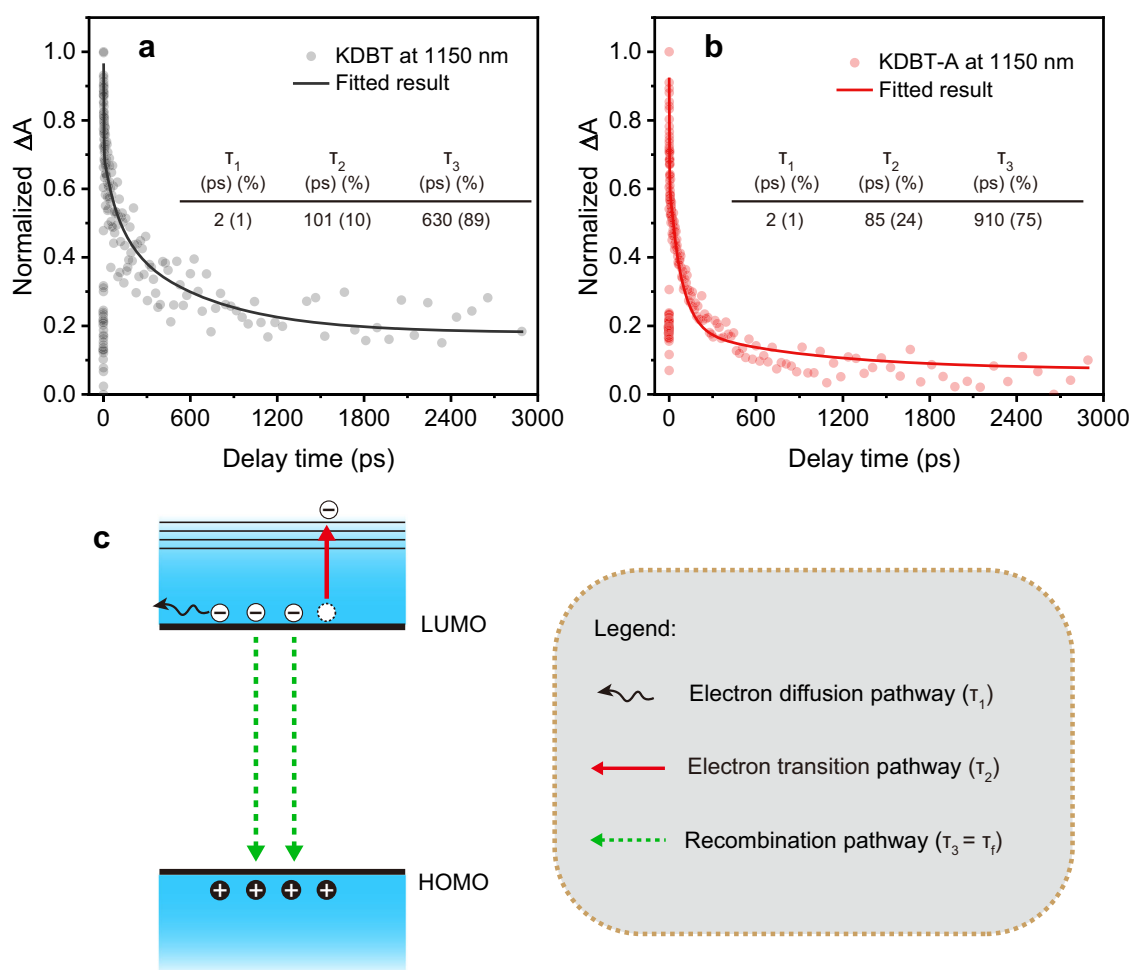 a
KDBT at 1150 nm
Fitted result
τ1 τ2 τ3
(ps) (%) (ps) (%) (ps) (%)
2 (1) 101 (10) 630 (89)
1.0
0.8
0.6
0.4
0.2
0.0
Normalized ΔA
0 600 1200 1800 2400 3000
Delay time (ps)
b
KDBT-A at 1150 nm
Fitted result
τ1 τ2 τ3
(ps) (%) (ps) (%) (ps) (%)
2 (1) 85 (24) 910 (75)
1.0
0.8
0.6
0.4
0.2
0.0
Normalized ΔA
0 600 1200 1800 2400 3000
Delay time (ps)
c
LUMO
HOMO
Legend:
Electron diffusion pathway (τ1)
Electron transition pathway (τ2)
Recombination pathway (τ3 = τf)